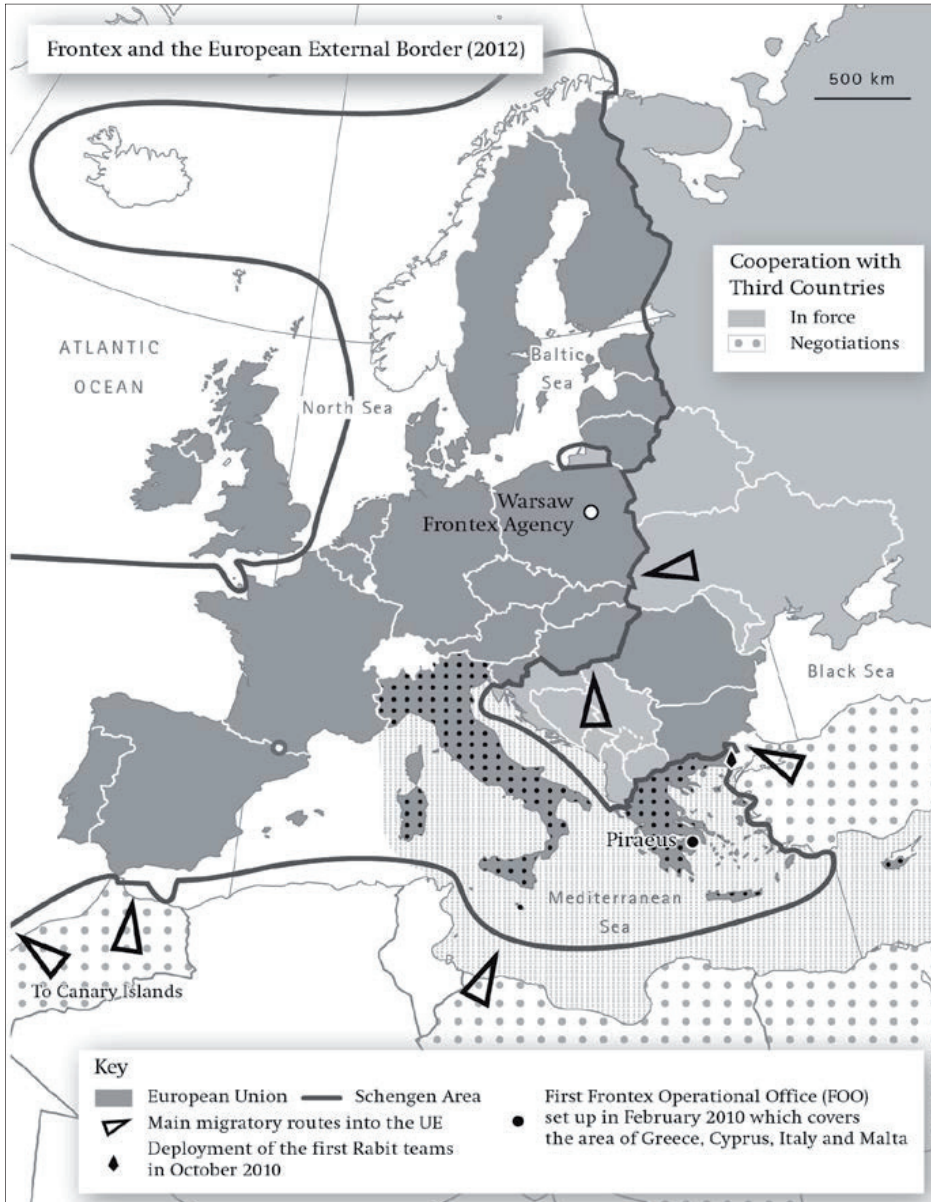 Frontex and the European External Border (2012)
500 km
Cooperation with
Third Countries
In force
Negotiations
ATLANTIC
OCEAN
North Sea
Baltic
Sea
Warsaw
Frontex Agency
Black Sea
Piraeus
Mediterranean
Sea
To Canary Islands
Key
European Union
Schengen Area
Main migratory routes into the UE
Deployment of the first Rabit teams
in October 2010
First Frontex Operational Office (FOO)
set up in February 2010 which covers
the area of Greece, Cyprus, Italy and Malta